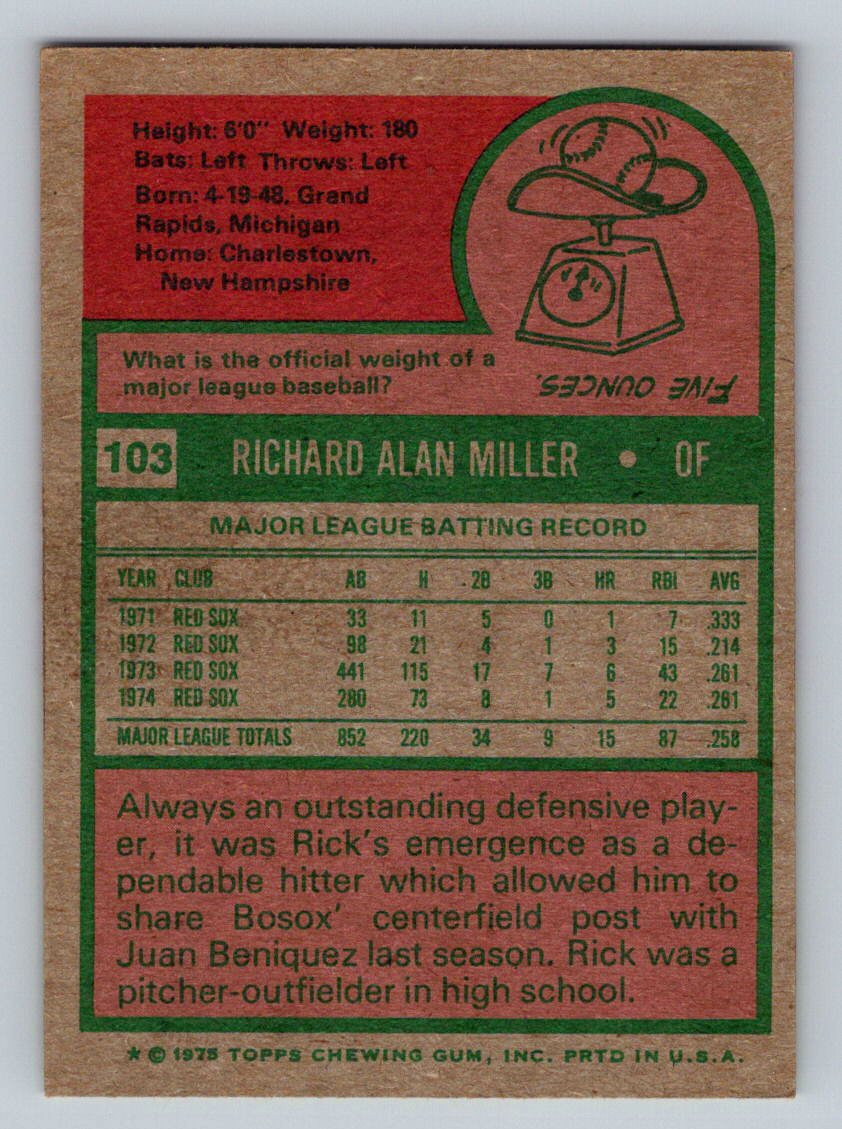 Height: 6'0" Weight: 180
Bats: Left Throws: Left
Born: 4-19-48, Grand
Rapids, Michigan
Home: Charlestown,
New Hampshire
What is the official weight of a
major league baseball?
FIVE OUNCES.
103 RICHARD ALAN MILLER • OF
MAJOR LEAGUE BATTING RECORD
YEAR CLUB AB H 2B 3B HR RBI AVG
1971 RED SOX 33 11 5 0 1 7 .333
1972 RED SOX 98 21 4 1 3 15 .214
1973 RED SOX 441 115 17 7 6 43 .261
1974 RED SOX 280 73 8 1 5 22 .261
MAJOR LEAGUE TOTALS 852 220 34 9 15 87 .258
Always an outstanding defensive play-
er, it was Rick's emergence as a de-
pendable hitter which allowed him to
share Bosox' centerfield post with
Juan Beniquez last season. Rick was a
pitcher-outfielder in high school.
* © 1975 TOPPS CHEWING GUM, INC. PRTD IN U.S.A.